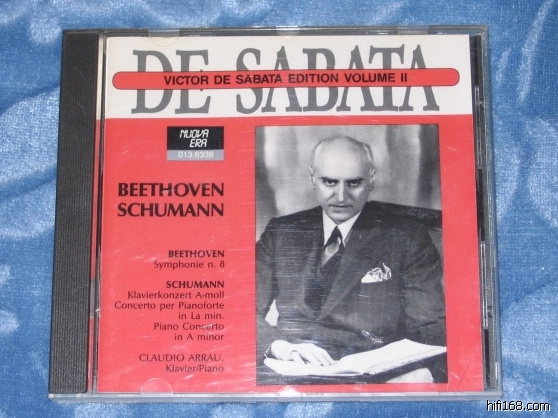 DE SABATA
VICTOR DE SABATA EDITION VOLUME II
NUOVA
ERA
013.6338
BEETHOVEN
SCHUMANN
BEETHOVEN
Symphonie n. 8
SCHUMANN
Klavierkonzert A-moll
Concerto per Pianoforte
in La min.
Piano Concerto
in A minor
CLAUDIO ARRAU,
Klavier/Piano
hifi168.com